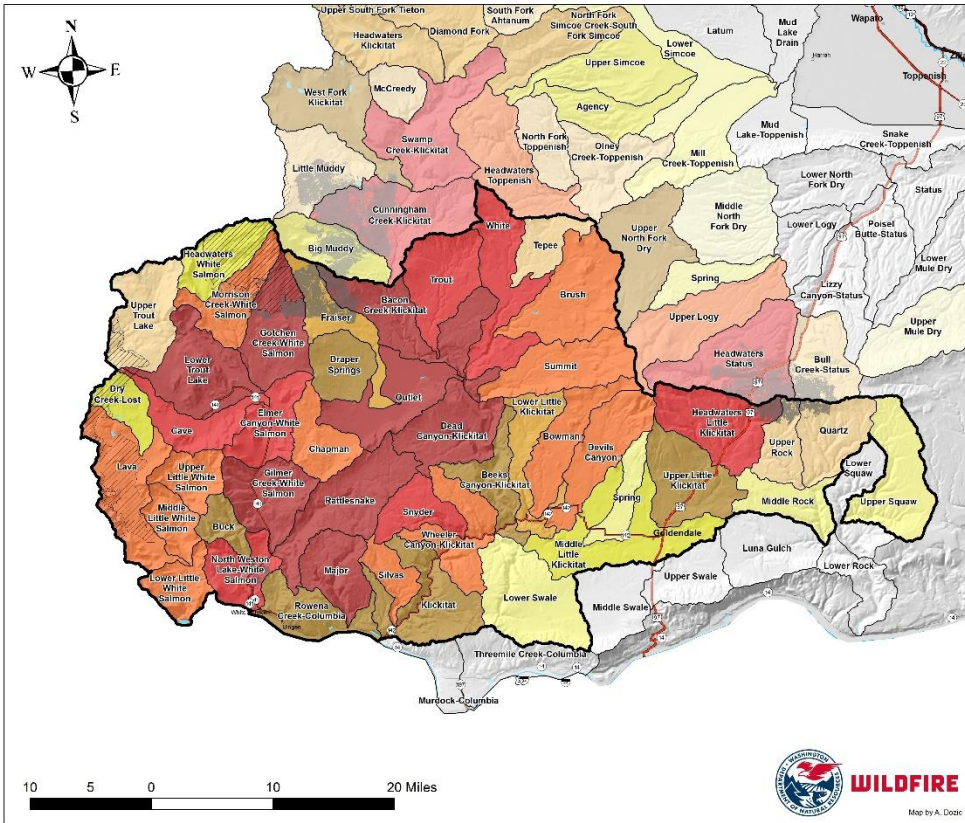 N
W
E
S
Upper South Fork Tieton
South Fork
Ahtanum
Diamond Fork
North Fork
Simcoe Creek-South
Fork Simcoe
Headwaters
Klickitat
Lower
Simcoe
Latum
Mud
Lake
Drain
Harrah
Wapato
Toppenish
Upper Simcoe
West Fork
Klickitat
McCreedy
Agency
Swamp
Creek-Klickitat
North Fork
Toppenish
Olney
Creek-Toppenish
Mill
Creek-Toppenish
Mud
Lake-Toppenish
Snake
Creek-Toppenish
Little Muddy
Headwaters
Toppenish
Lower North
Fork Dry
Status
Cunningham
Creek-Klickitat
White
Upper
North
Fork Dry
Middle
North
Fork Dry
Lower Logy
Poisel
Butte-Status
Big Muddy
Tepee
Lower
Mule Dry
Headwaters
White
Salmon
Trout
Spring
Lizzy
Canyon-Status
Upper
Trout
Lake
Morrison
Creek-White
Salmon
Bacon
Creek-Klickitat
Brush
Upper Logy
Upper
Mule Dry
Fraiser
Gotchen
Creek-White
Salmon
Headwaters
Status
Bull
Creek-Status
Lower
Trout
Lake
Draper
Springs
Summit
Dry
Creek-Lost
Outlet
Lower Little
Klickitat
Cave
Elmer
Canyon-White
Salmon
Dead
Canyon-Klickitat
Bowman
Headwaters
Little
Klickitat
Quartz
Chapman
Devils
Canyon
Upper
Rock
Lava
Upper
Little White
Salmon
Gilmer
Creek-White
Salmon
Beeks
Canyon-Klickitat
Upper Little
Klickitat
Lower
Squaw
Rattlesnake
Spring
Middle Rock
Upper Squaw
Middle
Little White
Salmon
Snyder
Buck
Wheeler
Canyon-Klickitat
Goldendale
Middle
Little
Klickitat
Luna Gulch
North Weston
Lake-White
Salmon
Major
Silvas
Lower Rock
Lower Little
White
Salmon
Upper Swale
Rowena
Creek-Columbia
Klickitat
Lower Swale
Middle Swale
Threemile Creek-Columbia
Murdock-Columbia
10 5 0 10 20 Miles
WASHINGTON
DEPARTMENT OF NATURAL RESOURCES
WILDFIRE
Map by A. Dozic